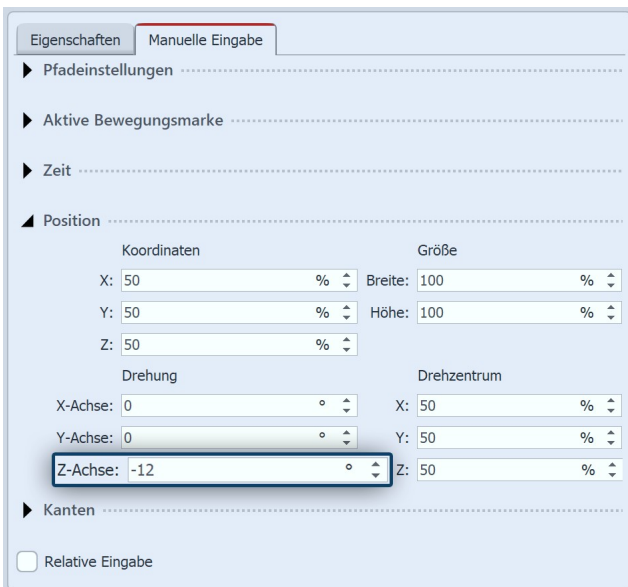 Eigenschaften Manuelle Eingabe
Pfadeinstellungen
Aktive Bewegungsmarke
Zeit
Position
Koordinaten Größe
X: 50 % Breite: 100 %
Y: 50 % Höhe: 100 %
Z: 50 %
Drehung Drehzentrum
X-Achse: 0 ° X: 50 %
Y-Achse: 0 ° Y: 50 %
Z-Achse: -12 ° Z: 50 %
Kanten
Relative Eingabe